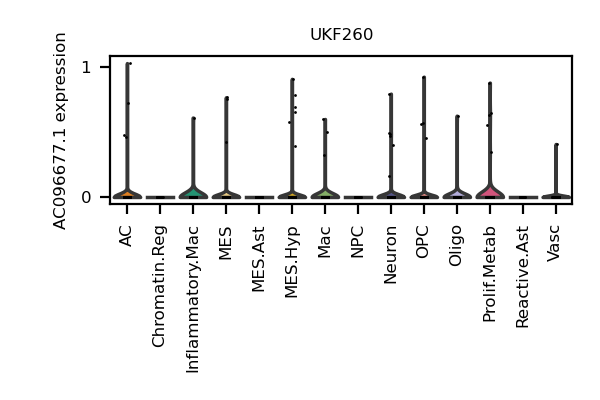 UKF260
AC096677.1 expression
1
0
AC
Chromatin.Reg
Inflammatory.Mac
MES
MES.Ast
MES.Hyp
Mac
NPC
Neuron
OPC
Oligo
Prolif.Metab
Reactive.Ast
Vasc